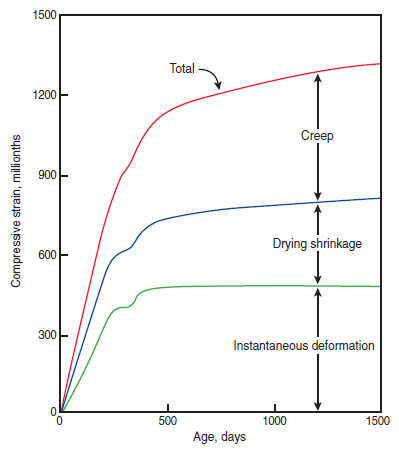 1500
1200
900
600
300
0
Compressive strain, millionths
Total
Creep
Drying shrinkage
Instantaneous deformation
0
500
1000
1500
Age, days